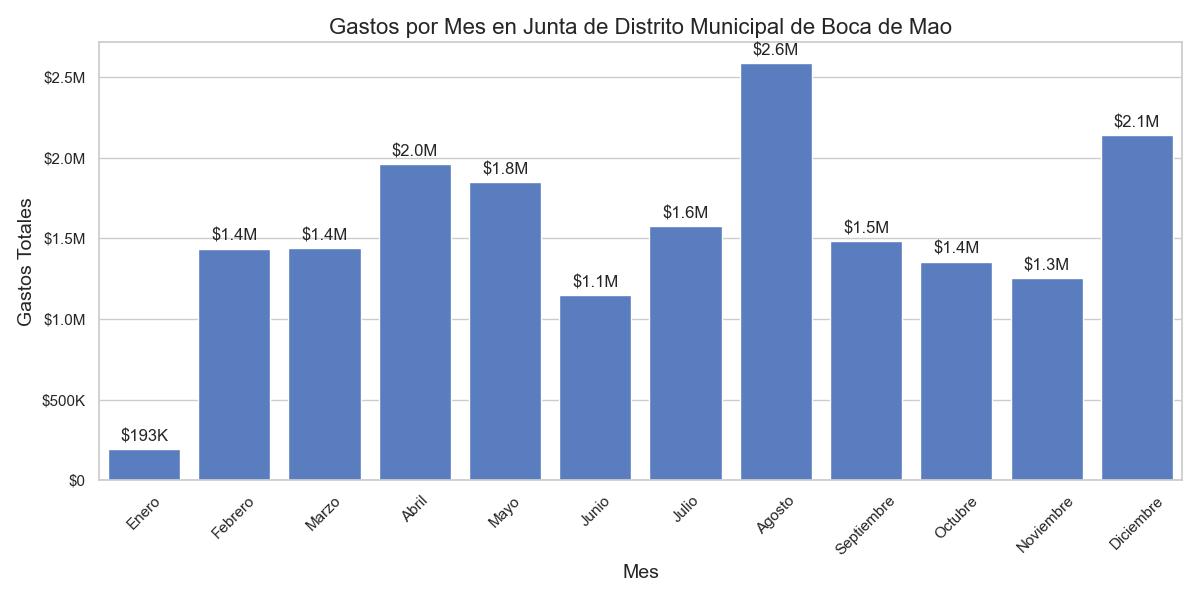 Gastos por Mes en Junta de Distrito Municipal de Boca de Mao
Gastos Totales
$2.5M
$2.0M
$1.5M
$1.0M
$500K
$0
$193K
$1.4M
$1.4M
$2.0M
$1.8M
$1.1M
$1.6M
$2.6M
$1.5M
$1.4M
$1.3M
$2.1M
Enero
Febrero
Marzo
Abril
Mayo
Junio
Julio
Agosto
Septiembre
Octubre
Noviembre
Diciembre
Mes